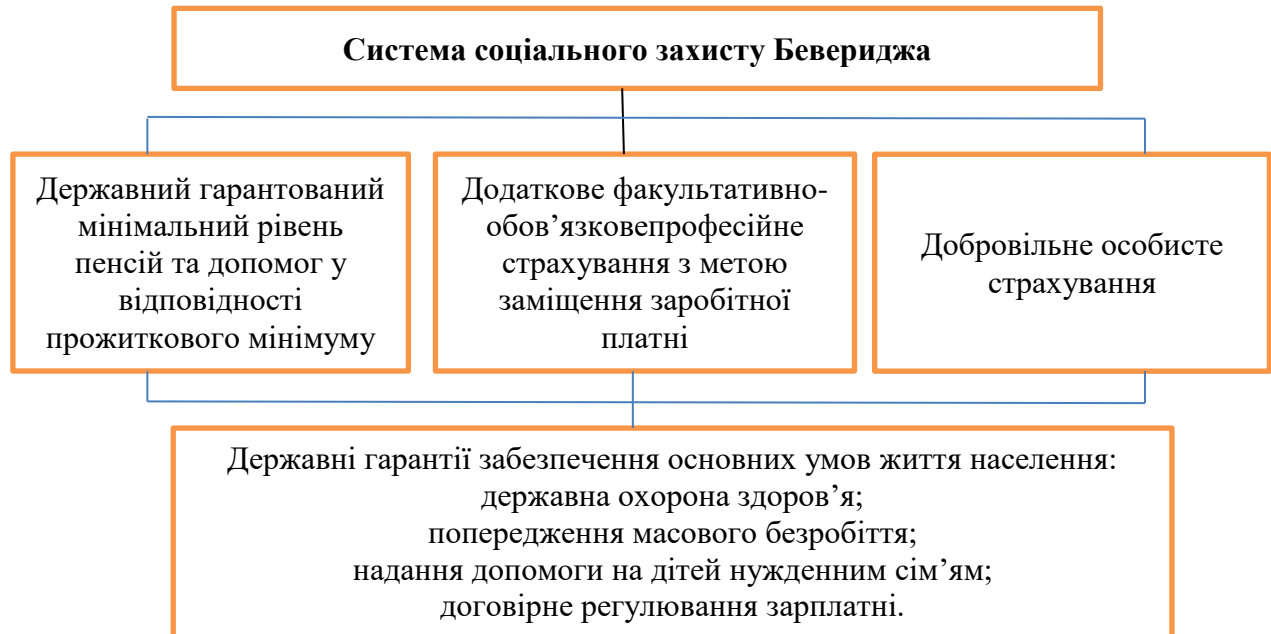 Система соціального захисту Бевериджа
Державний гарантований
мінімальний рівень
пенсій та допомог у
відповідності
прожиткового мінімуму
Додаткове факультативно-
обов’язковепрофесійне
страхування з метою
заміщення заробітної
платні
Добровільне особисте
страхування
Державні гарантії забезпечення основних умов життя населення:
державна охорона здоров’я;
попередження масового безробіття;
надання допомоги на дітей нужденним сім’ям;
договірне регулювання зарплатні.